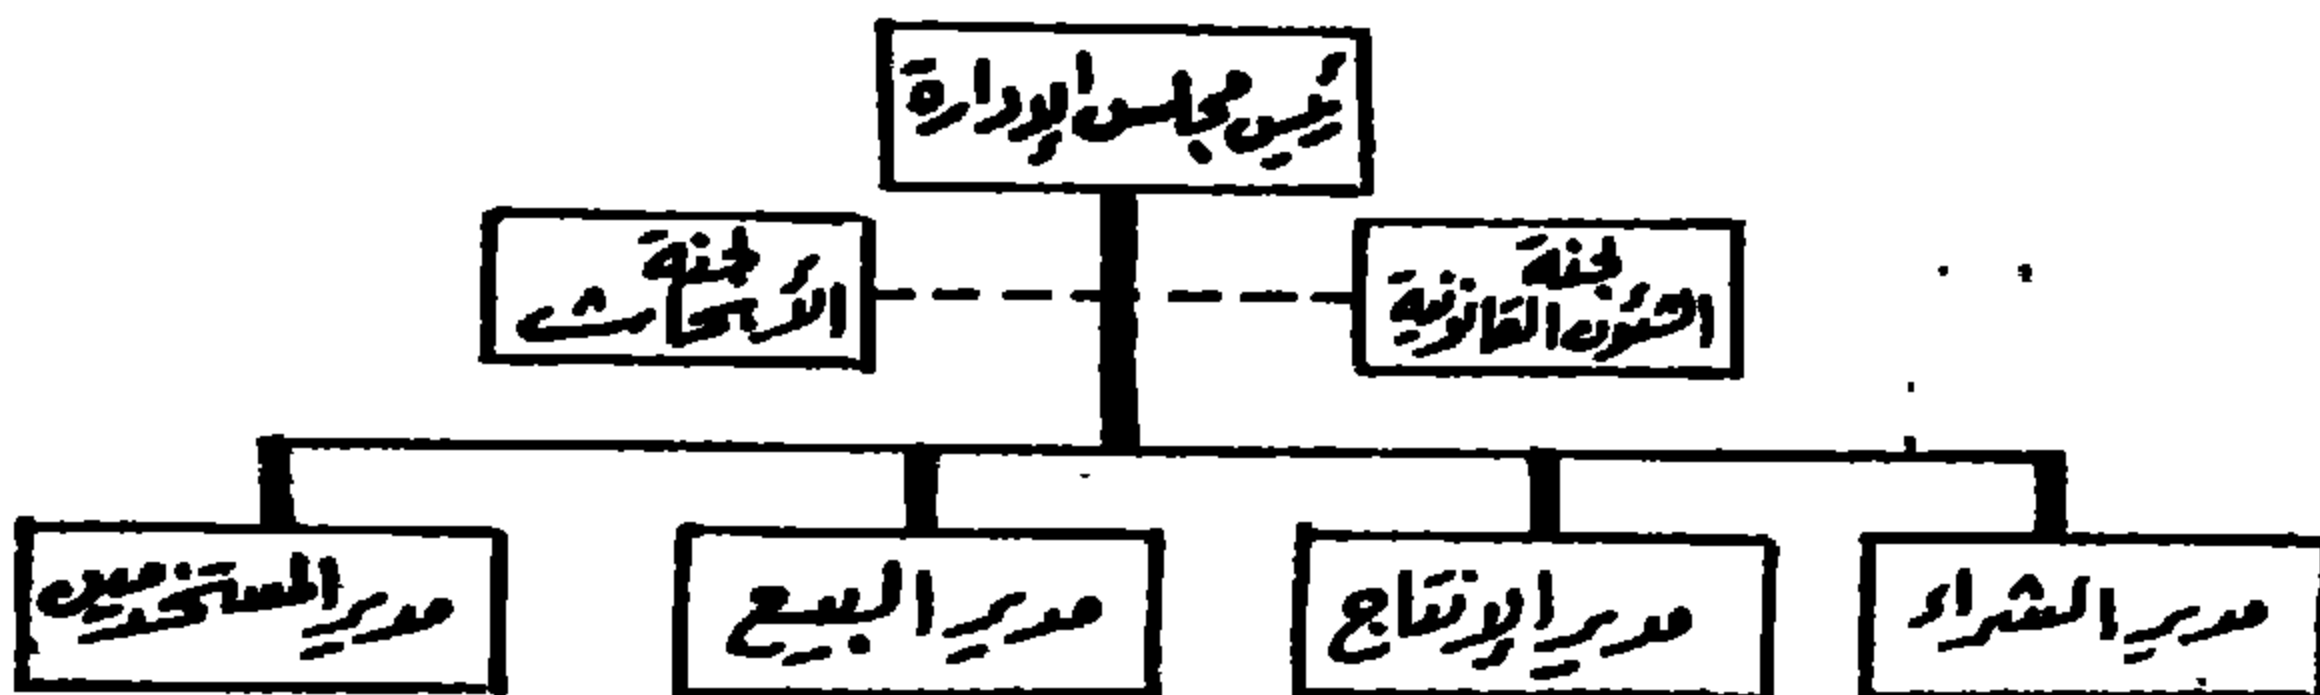 رئيس مجلس الإدارة
لجنة
الشئون القانونية
لجنة
الأبحاث
مدير الشراء
مدير الإنتاج
مدير البيع
مدير المستخدمين